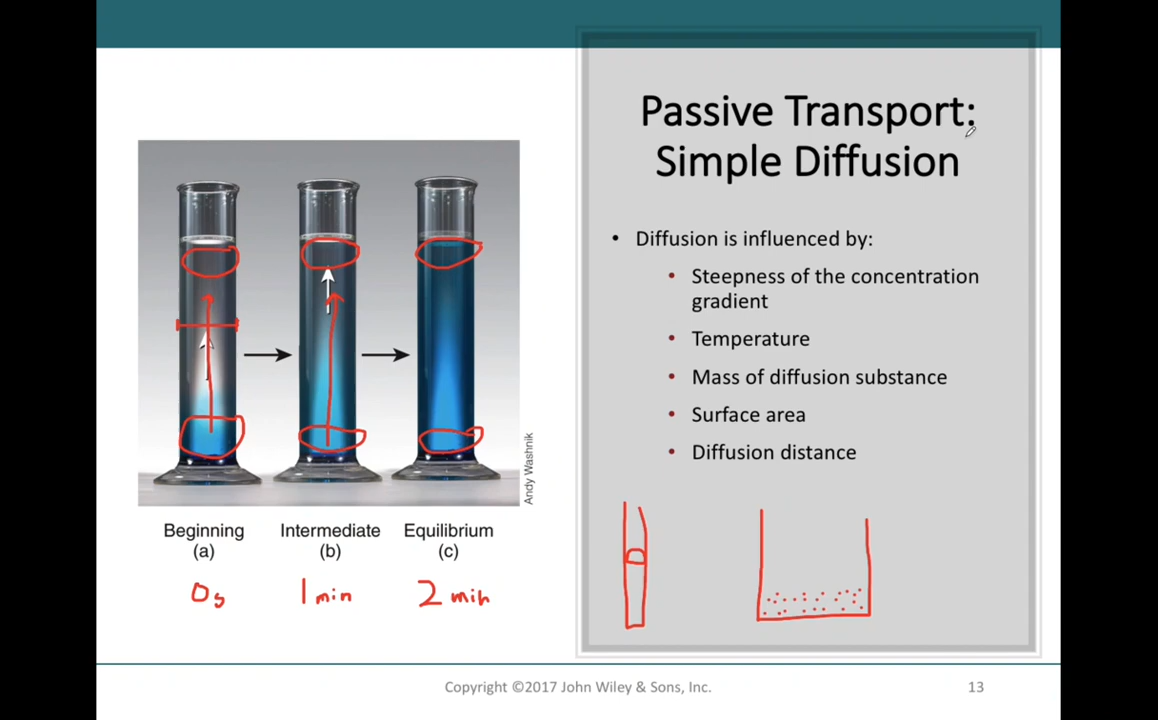 Passive Transport:
Simple Diffusion
• Diffusion is influenced by:
• Steepness of the concentration
gradient
• Temperature
• Mass of diffusion substance
• Surface area
• Diffusion distance
Andy Washnik
Beginning
(a)
Intermediate
(b)
Equilibrium
(c)
0s
1 min
2 min
Copyright ©2017 John Wiley & Sons, Inc.
13